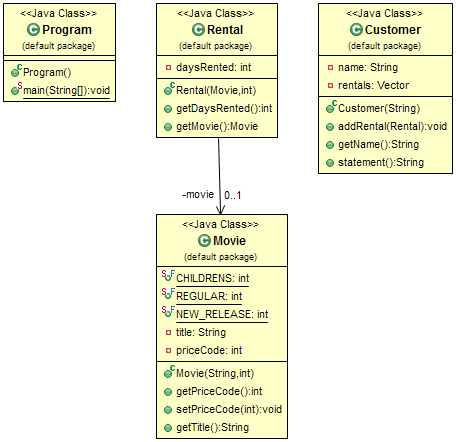 <<Java Class>>
Program
(default package)
Program()
main(String[]):void
<<Java Class>>
Rental
(default package)
daysRented: int
Rental(Movie,int)
getDaysRented():int
getMovie():Movie
<<Java Class>>
Customer
(default package)
name: String
rentals: Vector
Customer(String)
addRental(Rental):void
getName():String
statement():String
-movie 0..1
<<Java Class>>
Movie
(default package)
CHILDRENS: int
REGULAR: int
NEW_RELEASE: int
title: String
priceCode: int
Movie(String,int)
getPriceCode():int
setPriceCode(int):void
getTitle():String